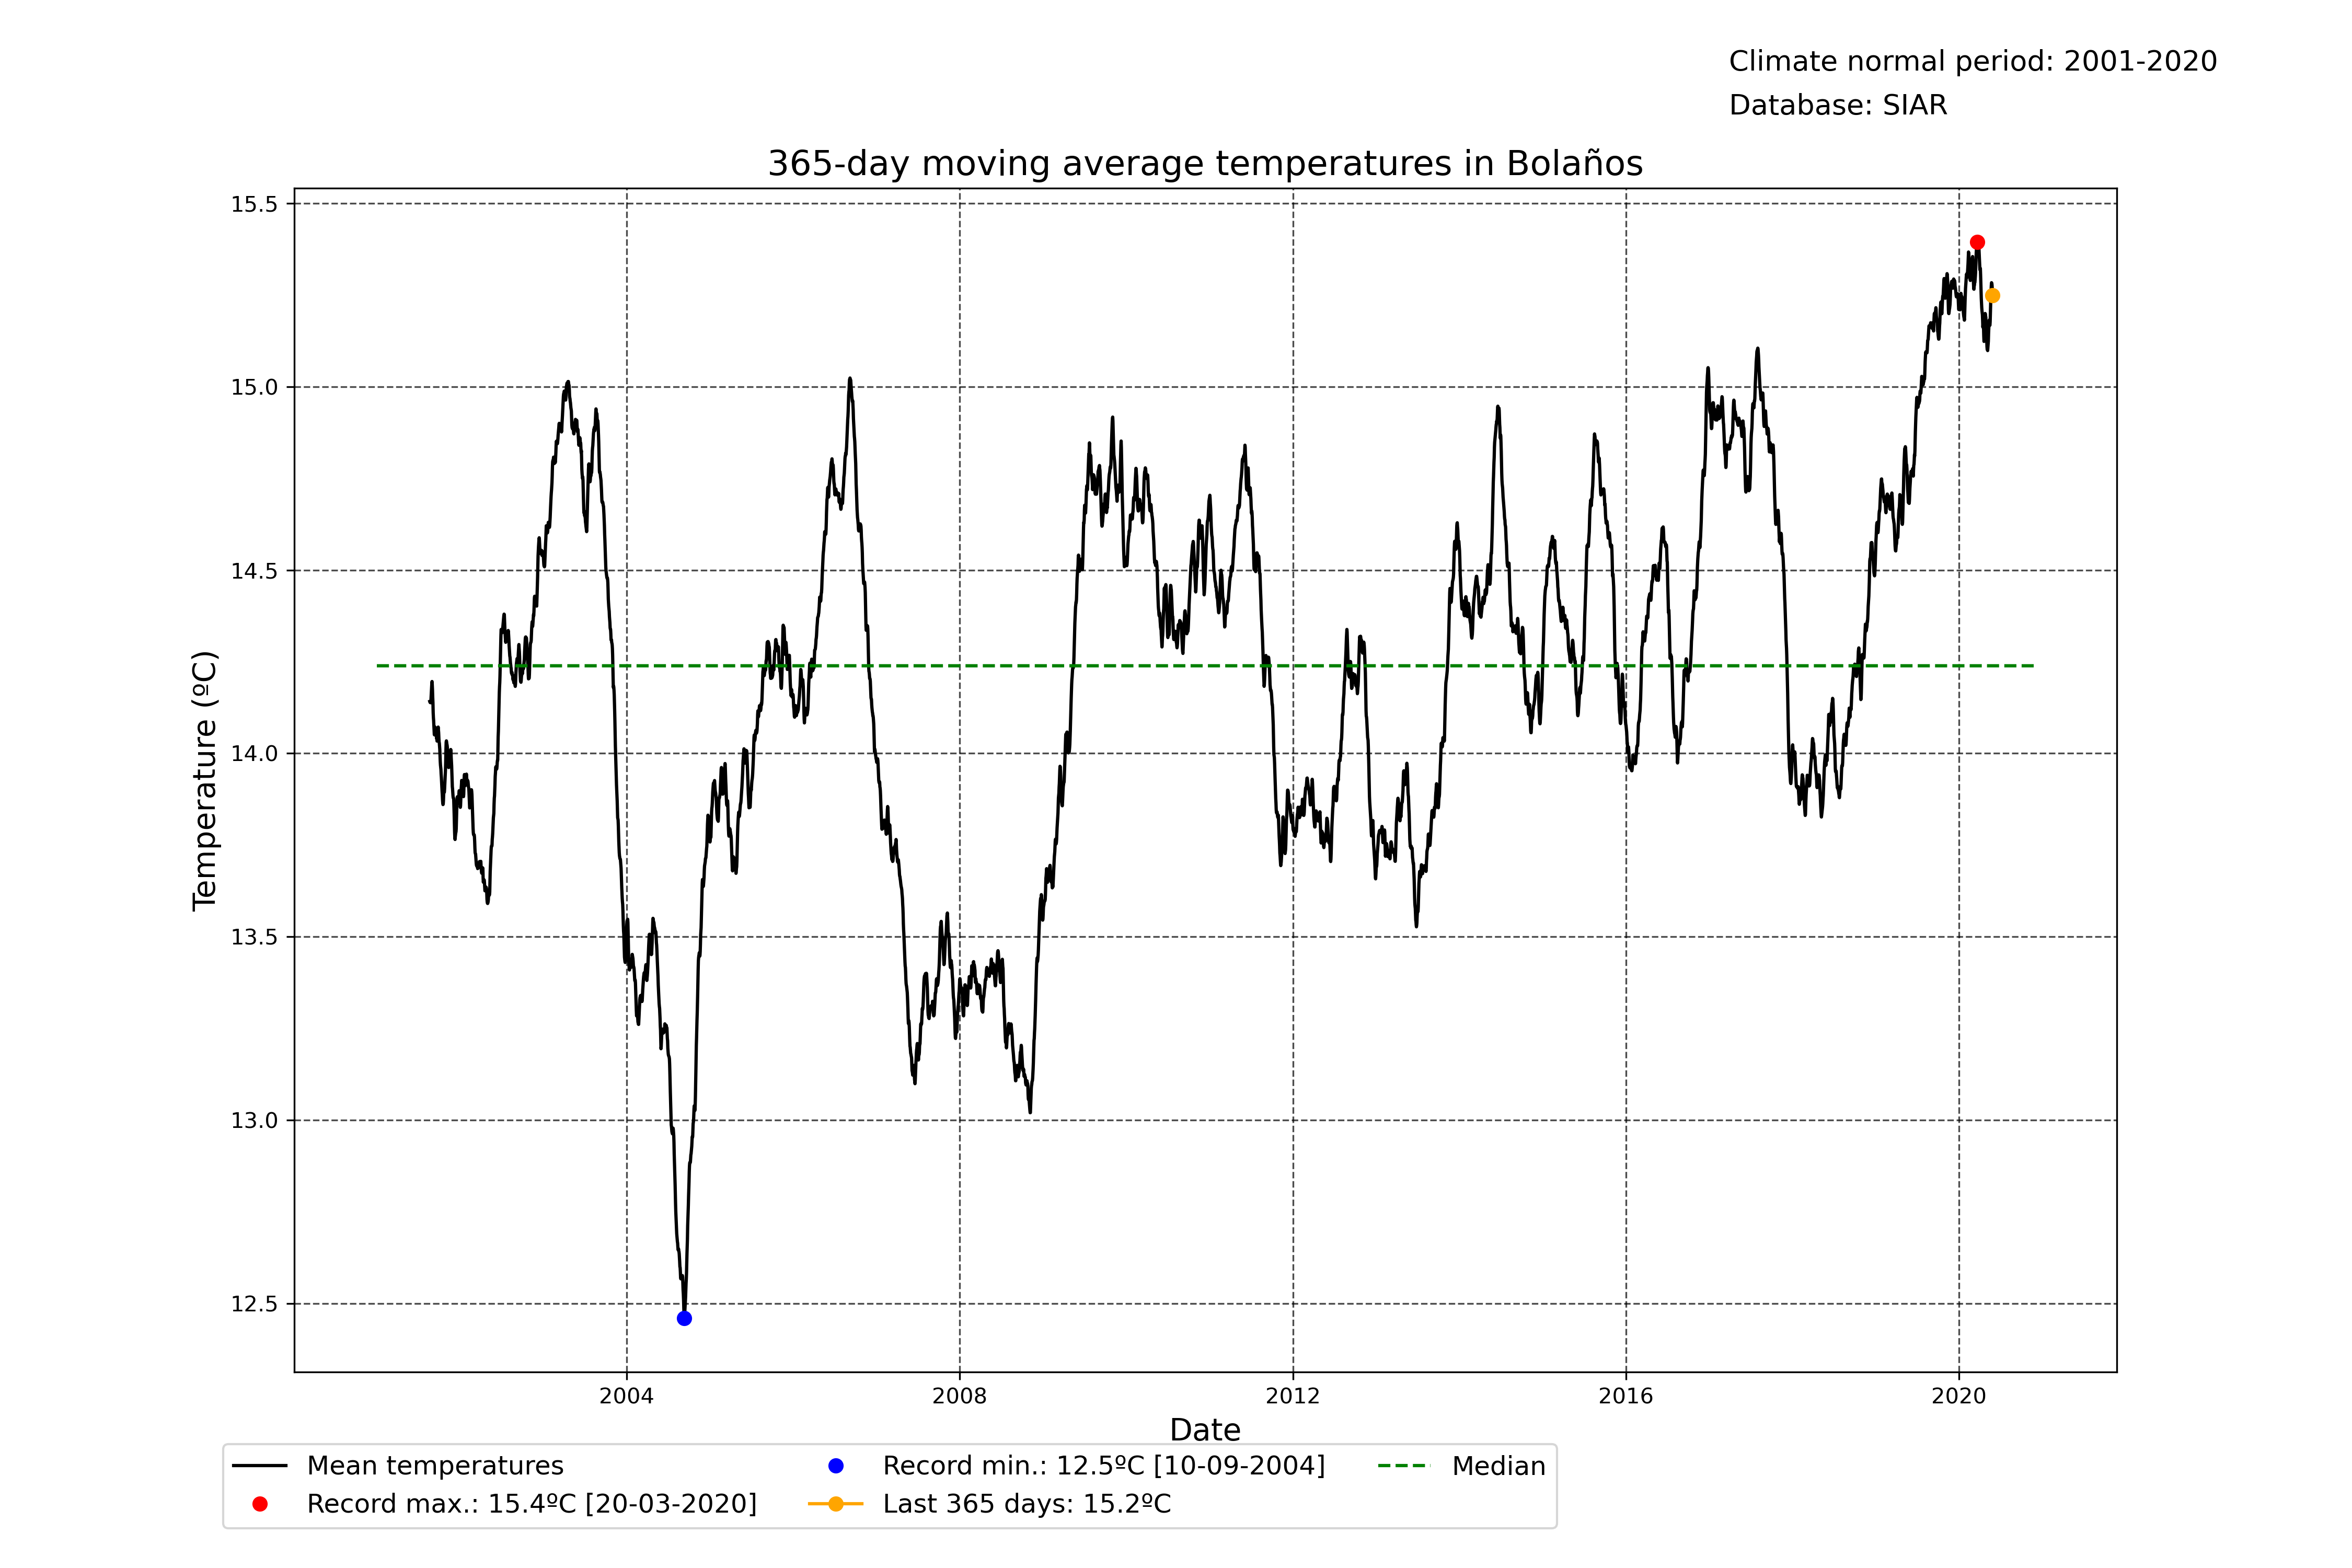 Climate normal period: 2001-2020
Database: SIAR
365-day moving average temperatures in Bolaños
15.5
15.0
14.5
14.0
13.5
13.0
12.5
Temperature (ºC)
2004 2008 2012 2016 2020
Date
Mean temperatures
Record max.: 15.4ºC [20-03-2020]
Record min.: 12.5ºC [10-09-2004]
Last 365 days: 15.2ºC
Median